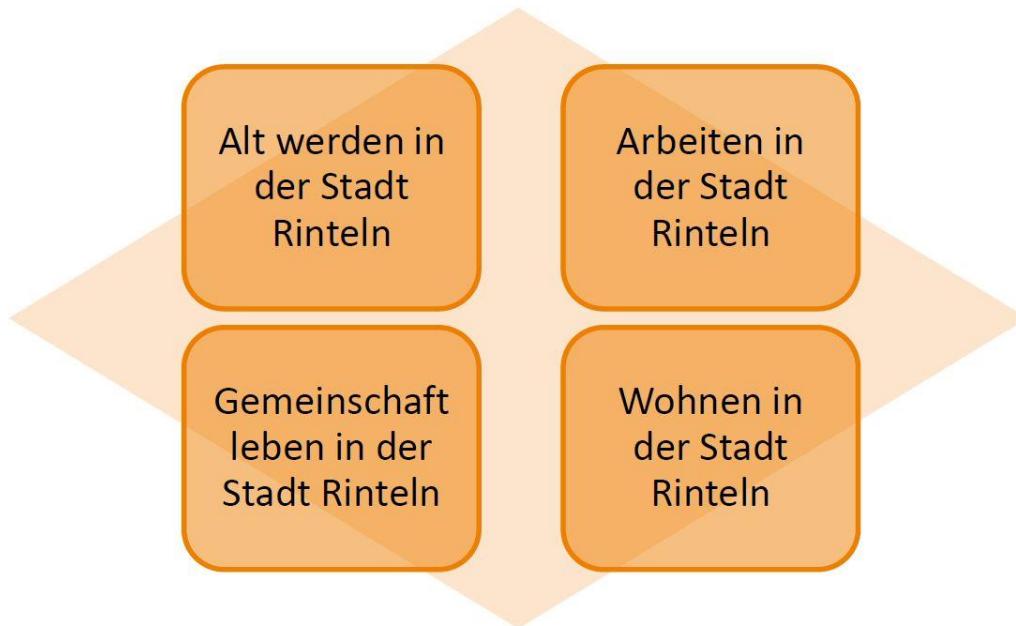 Alt werden in
der Stadt
Rinteln
Arbeiten in
der Stadt
Rinteln
Gemeinschaft
leben in der
Stadt Rinteln
Wohnen in
der Stadt
Rinteln